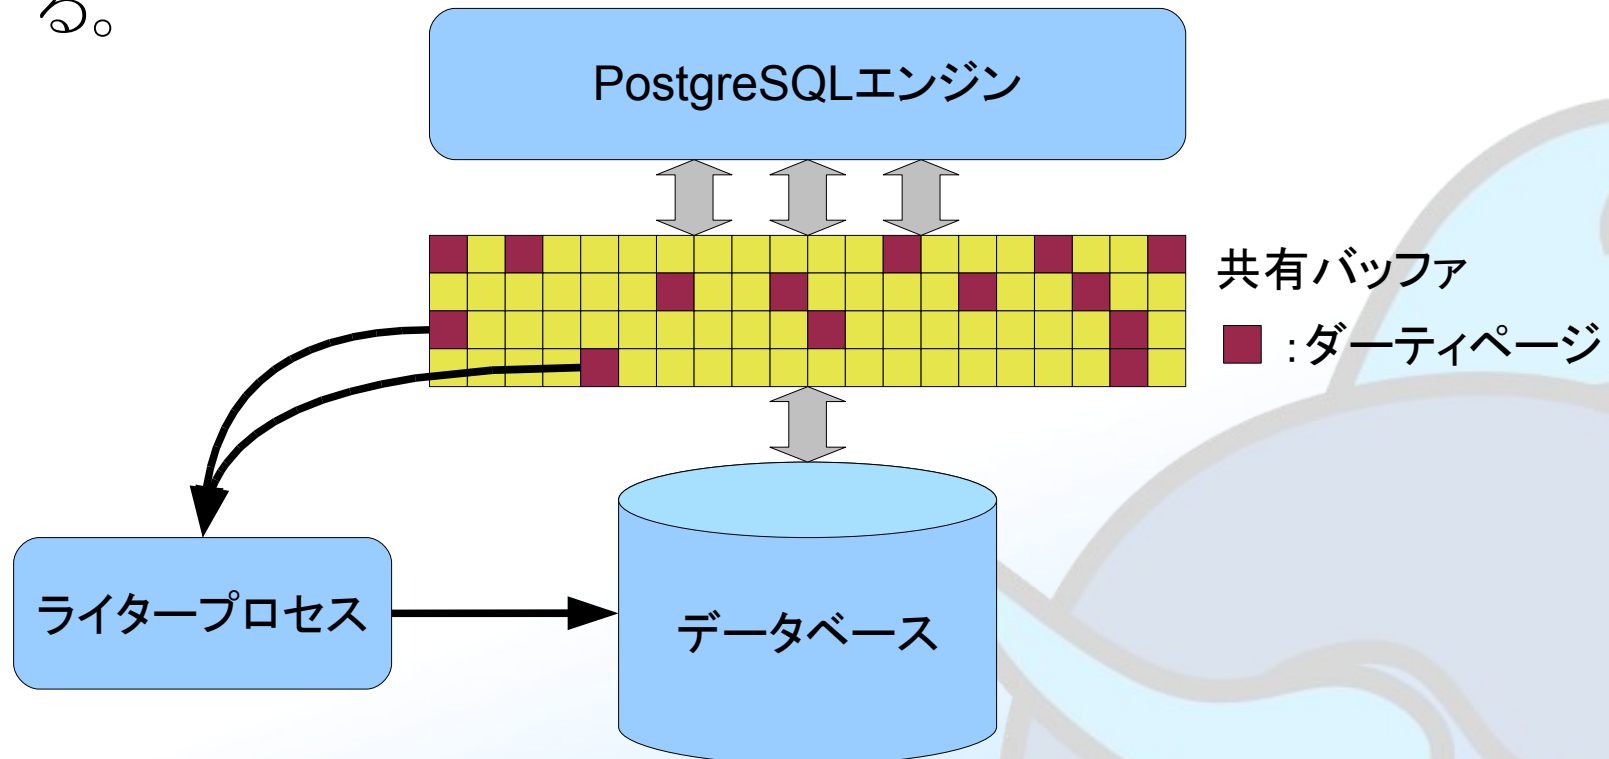 る。
PostgreSQLエンジン
共有バッファ
:ダーティページ
ライタープロセス
データベース